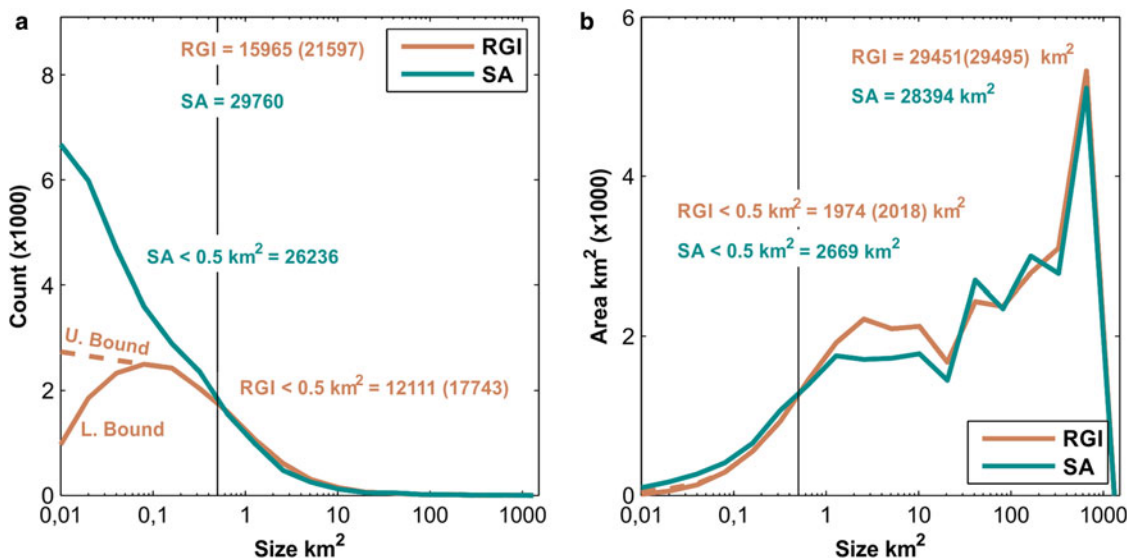 a
RGI = 15965 (21597)
SA = 29760
RGI
SA
SA < 0.5 km² = 26236
U. Bound
RGI < 0.5 km² = 12111 (17743)
L. Bound
Count (x1000)
8
6
4
2
0
0,01 0,1 1 10 100 1000
Size km²
b
RGI = 29451(29495) km²
SA = 28394 km²
RGI < 0.5 km² = 1974 (2018) km²
SA < 0.5 km² = 2669 km²
RGI
SA
Area km² (x1000)
6
4
2
0
0,01 0,1 1 10 100 1000
Size km²